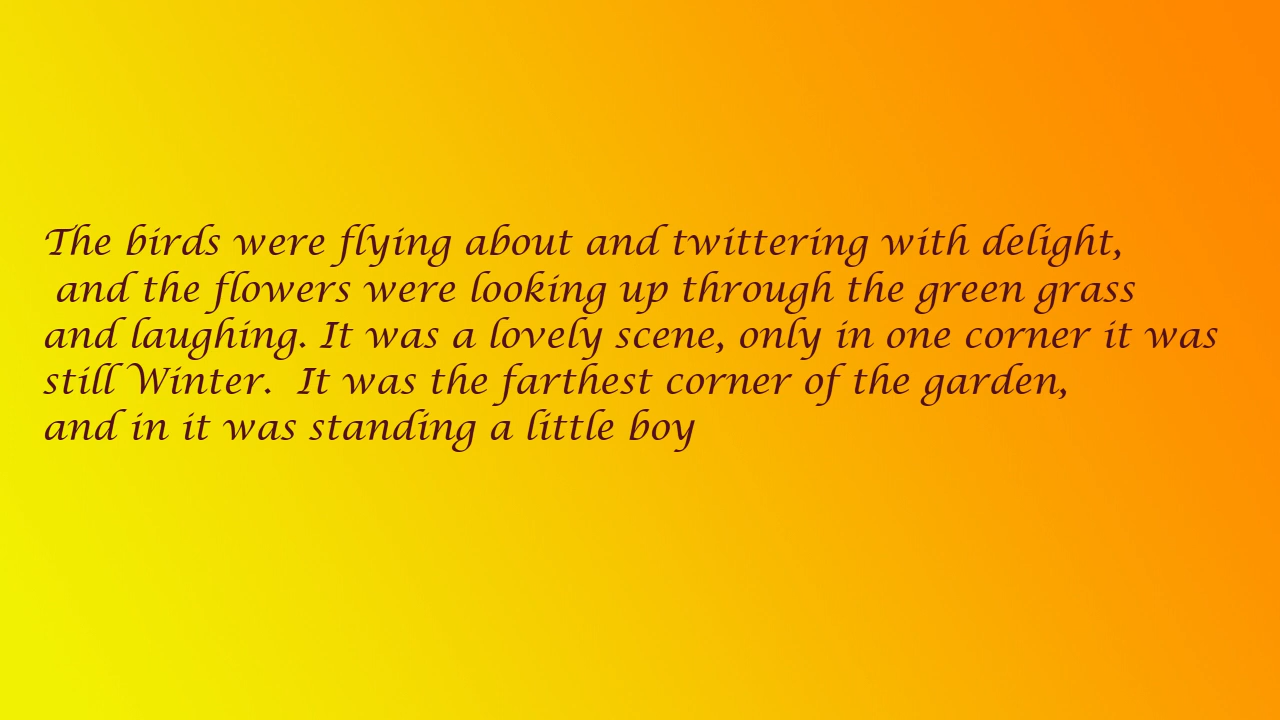 The birds were flying about and twittering with delight,
and the flowers were looking up through the green grass
and laughing. It was a lovely scene, only in one corner it was
still Winter.  It was the farthest corner of the garden,
and in it was standing a little boy